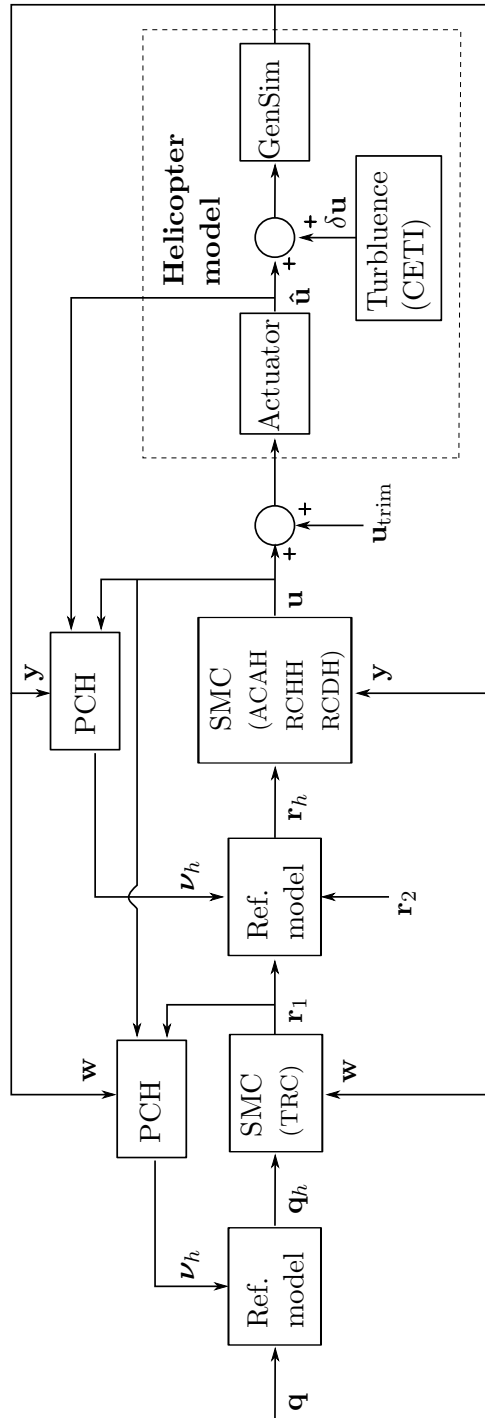 q
Ref.
model
ν_h
q_h
PCH
w
SMC
(TRC)
w
r_1
Ref.
model
r_2
ν_h
r_h
PCH
y
SMC
(ACAH
RCHH
RCDH)
y
u
+
+
u_trim
Helicopter
model
Actuator
û
+
+
δu
Turbluence
(CETI)
GenSim